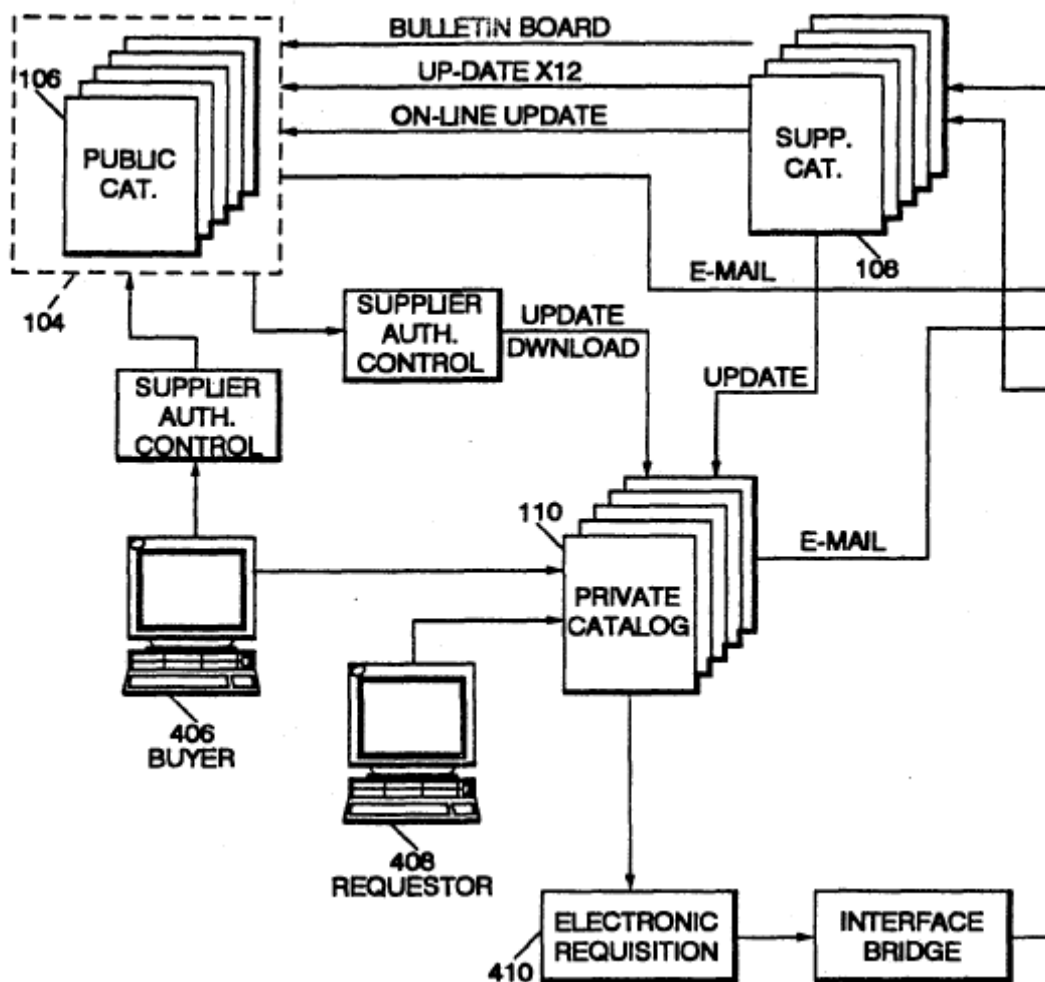 BULLETIN BOARD
106
UP-DATE X12
ON-LINE UPDATE
PUBLIC
CAT.
SUPP.
CAT.
108
E-MAIL
104
SUPPLIER
AUTH.
CONTROL
UPDATE
DWNLOAD
UPDATE
SUPPLIER
AUTH.
CONTROL
110
E-MAIL
PRIVATE
CATALOG
406
BUYER
408
REQUESTOR
ELECTRONIC
REQUISITION
410
INTERFACE
BRIDGE